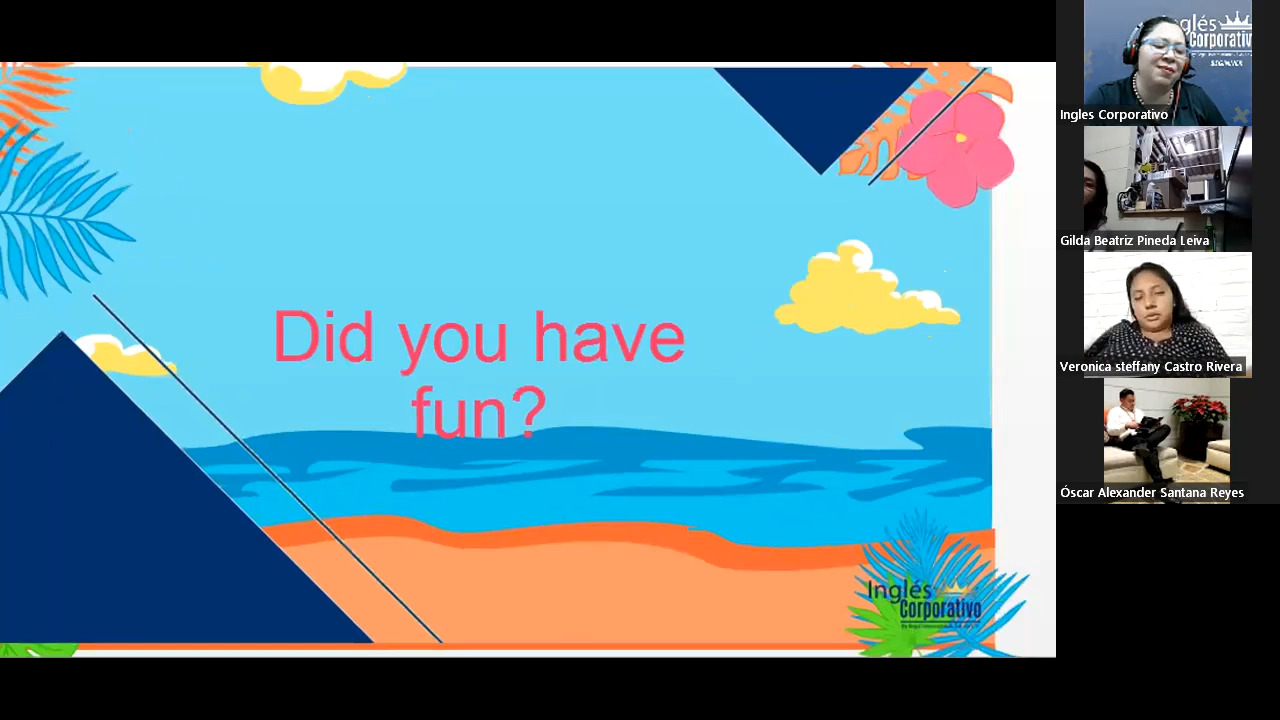 Did you have
fun?
Inglés
Corporativo
Inglés
Corporativo
Ingles Corporativo
Gilda Beatriz Pineda Leiva
Veronica steffany Castro Rivera
Óscar Alexander Santana Reyes